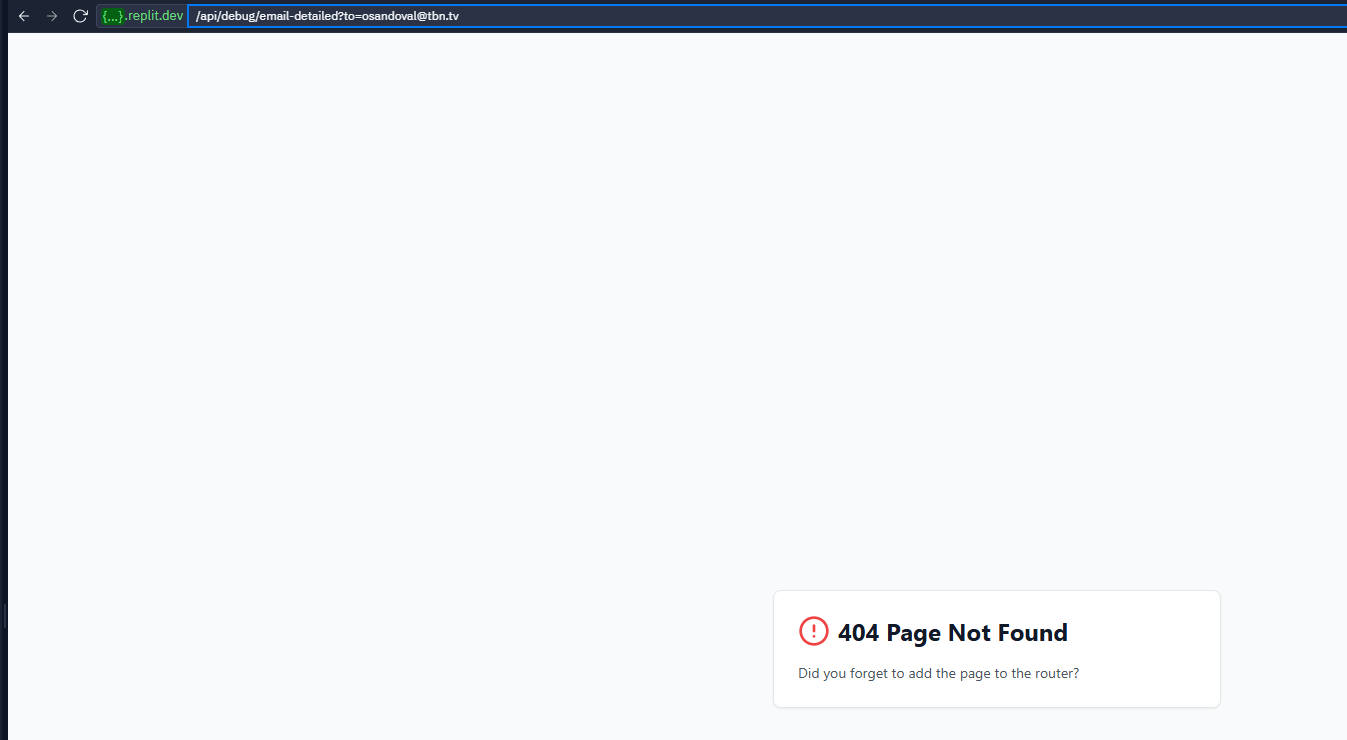 {...}.replit.dev /api/debug/email-detailed?to=osandoval@tbn.tv
404 Page Not Found
Did you forget to add the page to the router?